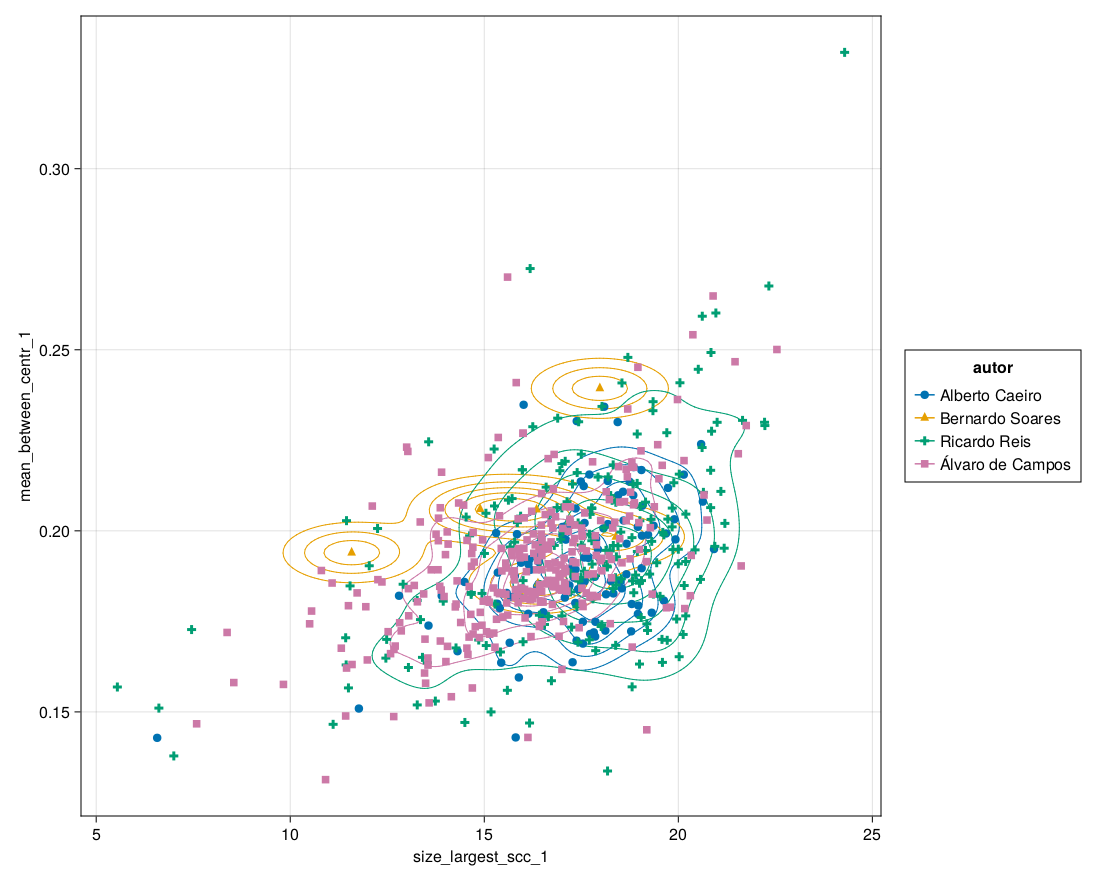 0.30
0.25
0.20
0.15
mean_between_centr_1
5 10 15 20 25
size_largest_scc_1
autor
Alberto Caeiro
Bernardo Soares
Ricardo Reis
Álvaro de Campos